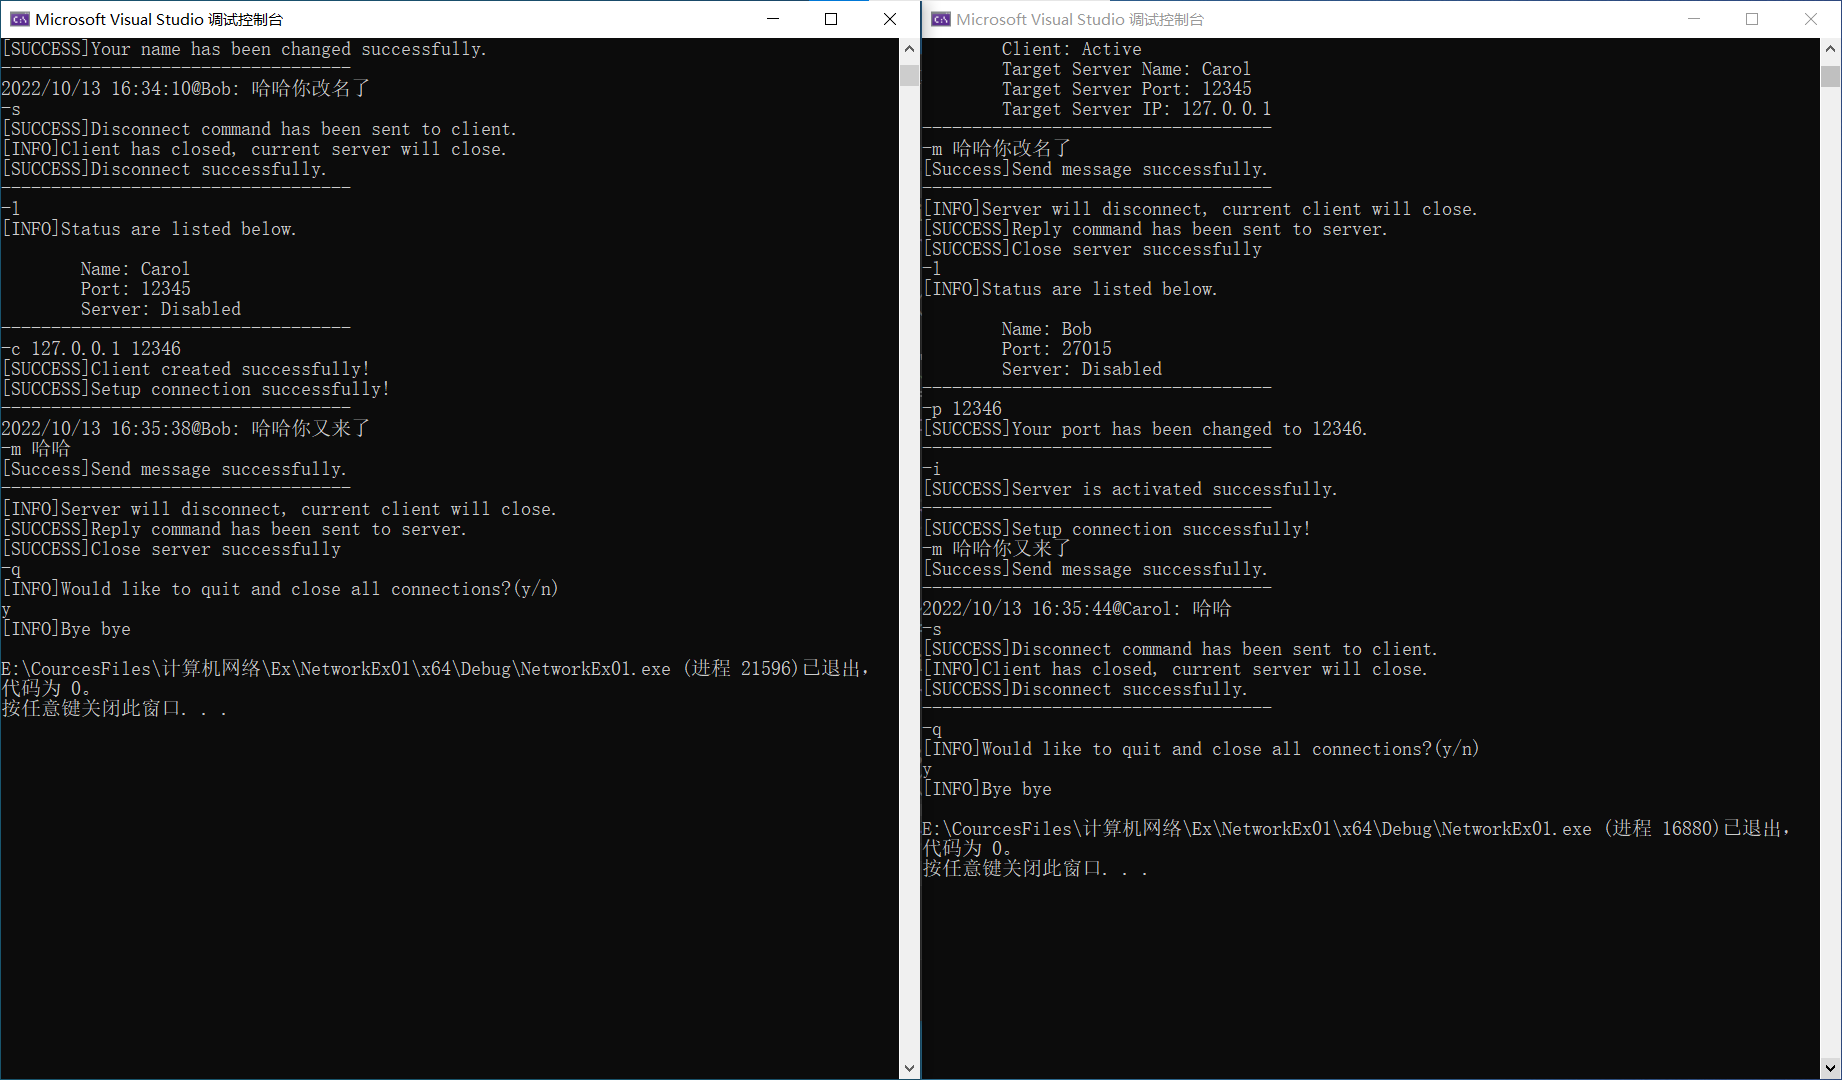 Microsoft Visual Studio 调试控制台
[SUCCESS]Your name has been changed successfully.
-----------------------------------
2022/10/13 16:34:10@Bob: 哈哈你改名了
-s
[SUCCESS]Disconnect command has been sent to client.
[INFO]Client has closed, current server will close.
[SUCCESS]Disconnect successfully.
-----------------------------------
-l
[INFO]Status are listed below.
Name: Carol
Port: 12345
Server: Disabled
-----------------------------------
-c 127.0.0.1 12346
[SUCCESS]Client created successfully!
[SUCCESS]Setup connection successfully!
-----------------------------------
2022/10/13 16:35:38@Bob: 哈哈你又来了
-m 哈哈
[Success]Send message successfully.
-----------------------------------
[INFO]Server will disconnect, current client will close.
[SUCCESS]Reply command has been sent to server.
[SUCCESS]Close server successfully
-q
[INFO]Would like to quit and close all connections?(y/n)
y
[INFO]Bye bye
E:\CourcesFiles\计算机网络\Ex\NetworkEx01\x64\Debug\NetworkEx01.exe (进程 21596)已退出，
代码为 0。
按任意键关闭此窗口. . .
Microsoft Visual Studio 调试控制台
Client: Active
Target Server Name: Carol
Target Server Port: 12345
Target Server IP: 127.0.0.1
-----------------------------------
-m 哈哈你改名了
[Success]Send message successfully.
-----------------------------------
[INFO]Server will disconnect, current client will close.
[SUCCESS]Reply command has been sent to server.
[SUCCESS]Close server successfully
-l
[INFO]Status are listed below.
Name: Bob
Port: 27015
Server: Disabled
-----------------------------------
-p 12346
[SUCCESS]Your port has been changed to 12346.
-----------------------------------
-i
[SUCCESS]Server is activated successfully.
-----------------------------------
[SUCCESS]Setup connection successfully!
-m 哈哈你又来了
[Success]Send message successfully.
-----------------------------------
2022/10/13 16:35:44@Carol: 哈哈
-s
[SUCCESS]Disconnect command has been sent to client.
[INFO]Client has closed, current server will close.
[SUCCESS]Disconnect successfully.
-----------------------------------
-q
[INFO]Would like to quit and close all connections?(y/n)
y
[INFO]Bye bye
E:\CourcesFiles\计算机网络\Ex\NetworkEx01\x64\Debug\NetworkEx01.exe (进程 16880)已退出，
代码为 0。
按任意键关闭此窗口. . .